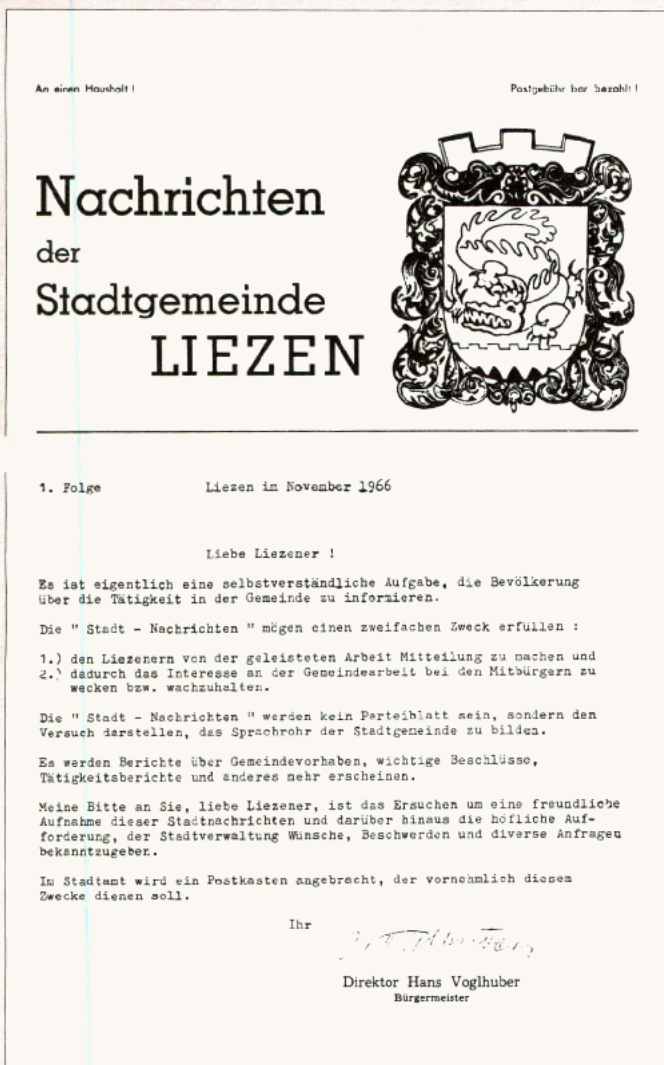 An einen Haushalt !
Postgebühr bar bezahlt !
Nachrichten
der
Stadtgemeinde
LIEZEN
1. Folge Liezen im November 1966
Liebe Liezener !
Es ist eigentlich eine selbstverständliche Aufgabe, die Bevölkerung
über die Tätigkeit in der Gemeinde zu informieren.
Die " Stadt - Nachrichten " mögen einen zweifachen Zweck erfüllen :
1.) den Liezenern von der geleisteten Arbeit Mitteilung zu machen und
2.) dadurch das Interesse an der Gemeindearbeit bei den Mitbürgern zu
wecken bzw. wachzuhalten.
Die " Stadt - Nachrichten " werden kein Parteiblatt sein, sondern den
Versuch darstellen, das Sprachrohr der Stadtgemeinde zu bilden.
Es werden Berichte über Gemeindevorhaben, wichtige Beschlüsse,
Tätigkeitsberichte und anderes mehr erscheinen.
Meine Bitte an Sie, liebe Liezener, ist das Ersuchen um eine freundliche
Aufnahme dieser Stadtnachrichten und darüber hinaus die höfliche Auf-
forderung, der Stadtverwaltung Wünsche, Beschwerden und diverse Anfragen
bekanntzugeben.
Im Stadtamt wird ein Postkasten angebracht, der vornehmlich diesem
Zwecke dienen soll.
Ihr
Direktor Hans Voglhuber
Bürgermeister